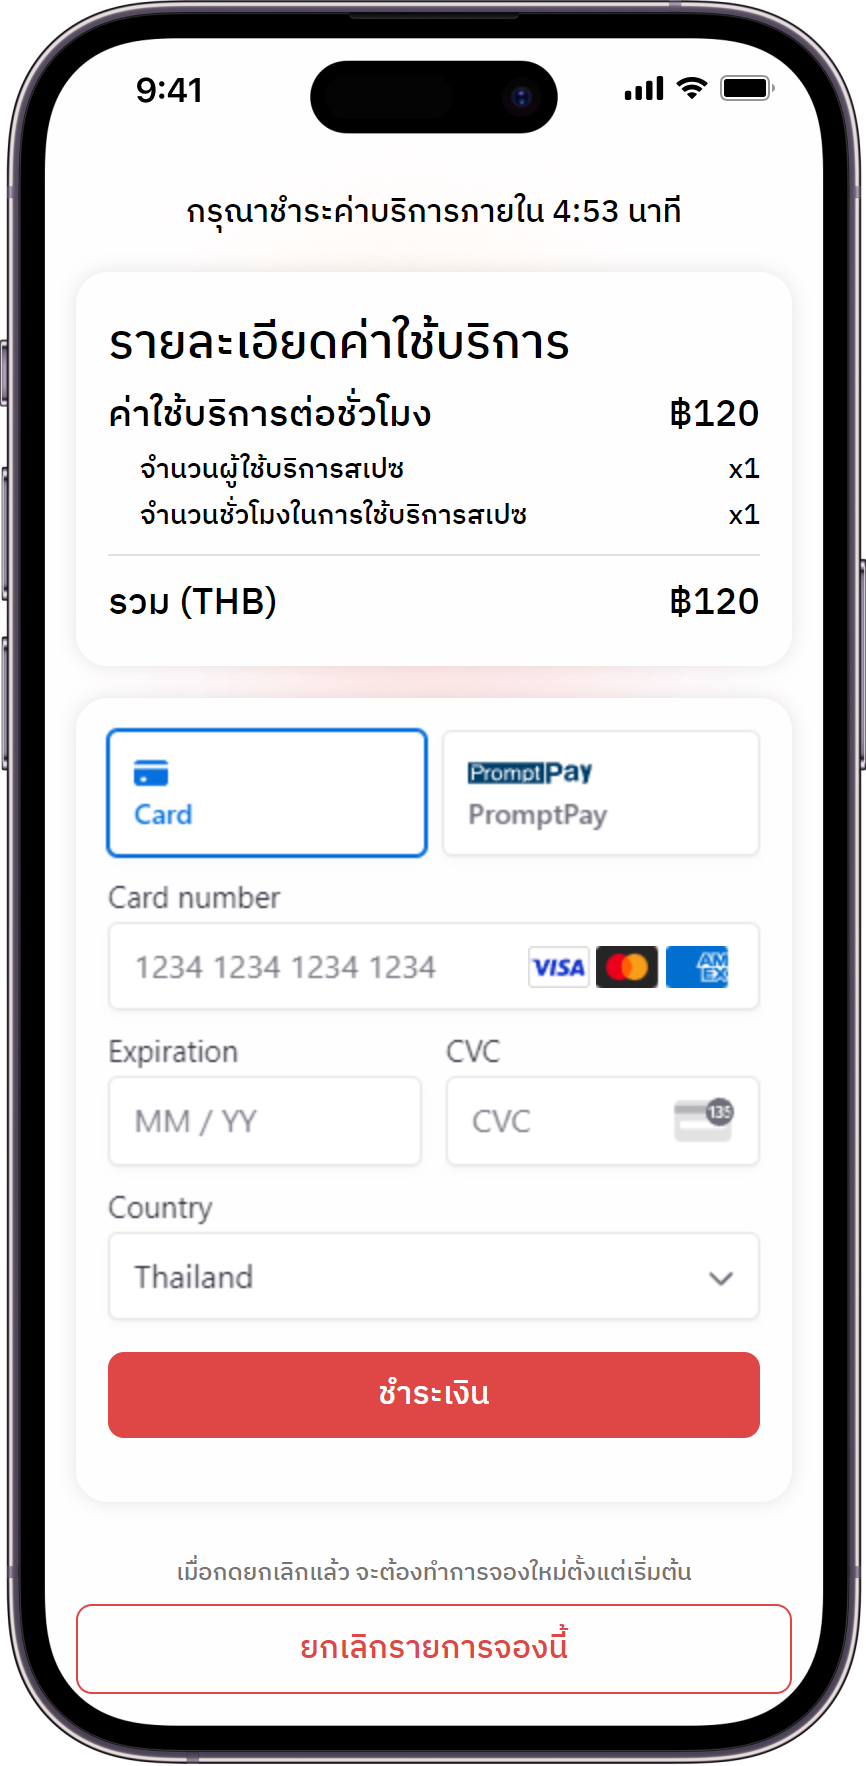 9:41
กรุณาชำระค่าบริการภายใน 4:53 นาที
รายละเอียดค่าใช้บริการ
ค่าใช้บริการต่อชั่วโมง ฿120
จำนวนผู้ใช้บริการสเปซ x1
จำนวนชั่วโมงในการใช้บริการสเปซ x1
รวม (THB) ฿120
PromptPay
Card PromptPay
Card number
1234 1234 1234 1234 VISA AMEX
Expiration CVC
MM / YY CVC 135
Country
Thailand
ชำระเงิน
เมื่อกดยกเลิกแล้ว จะต้องทำการจองใหม่ตั้งแต่เริ่มต้น
ยกเลิกรายการจองนี้